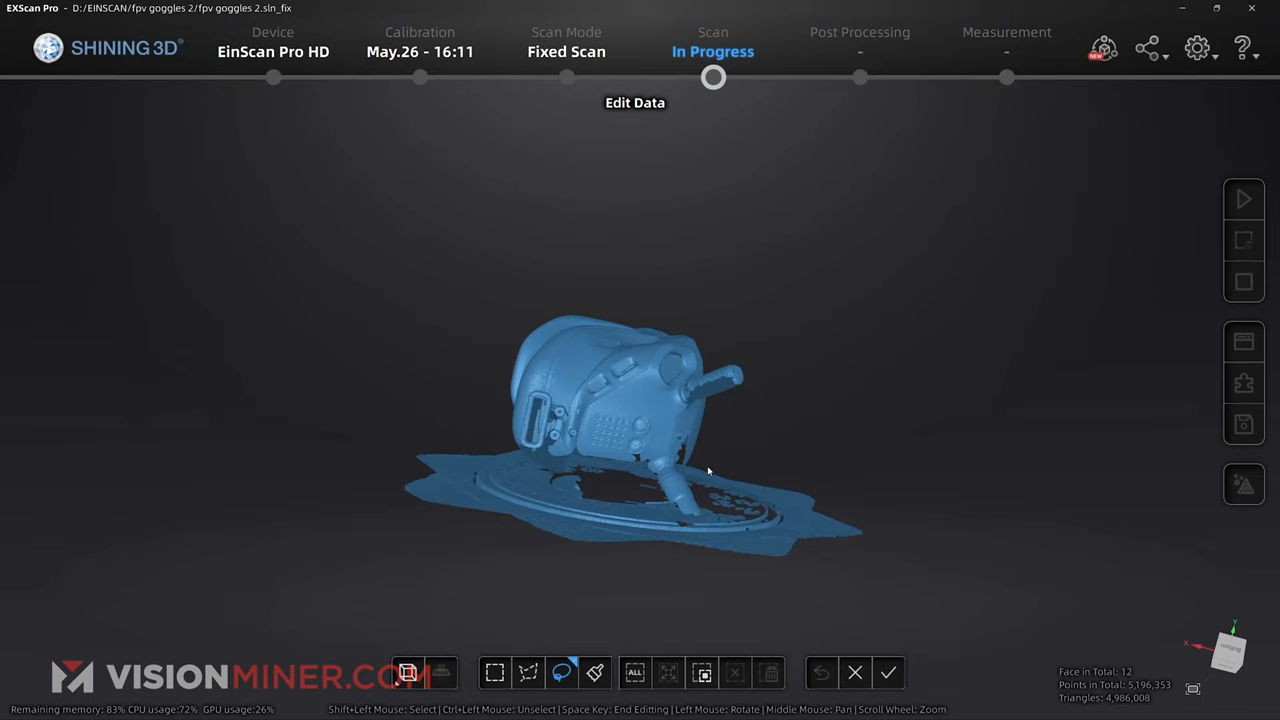 EXScan Pro - D:/EINSCAN/fpv goggles 2/fpv goggles 2.sln_fix
SHINING 3D®
Device
EinScan Pro HD
Calibration
May.26 - 16:11
Scan Mode
Fixed Scan
Scan
In Progress
Post Processing
-
Measurement
-
NEW
Edit Data
ALL
VISIONMINER.COM
Face in Total: 12
Points in Total: 5,196,353
Triangles: 4,986,008
X
Y
Remaining memory: 83% CPU usage:72% GPU usage:26%
Shift+Left Mouse: Select|Ctrl+Left Mouse: Unselect|Space Key: End Editing|Left Mouse: Rotate|Middle Mouse: Pan|Scroll Wheel: Zoom